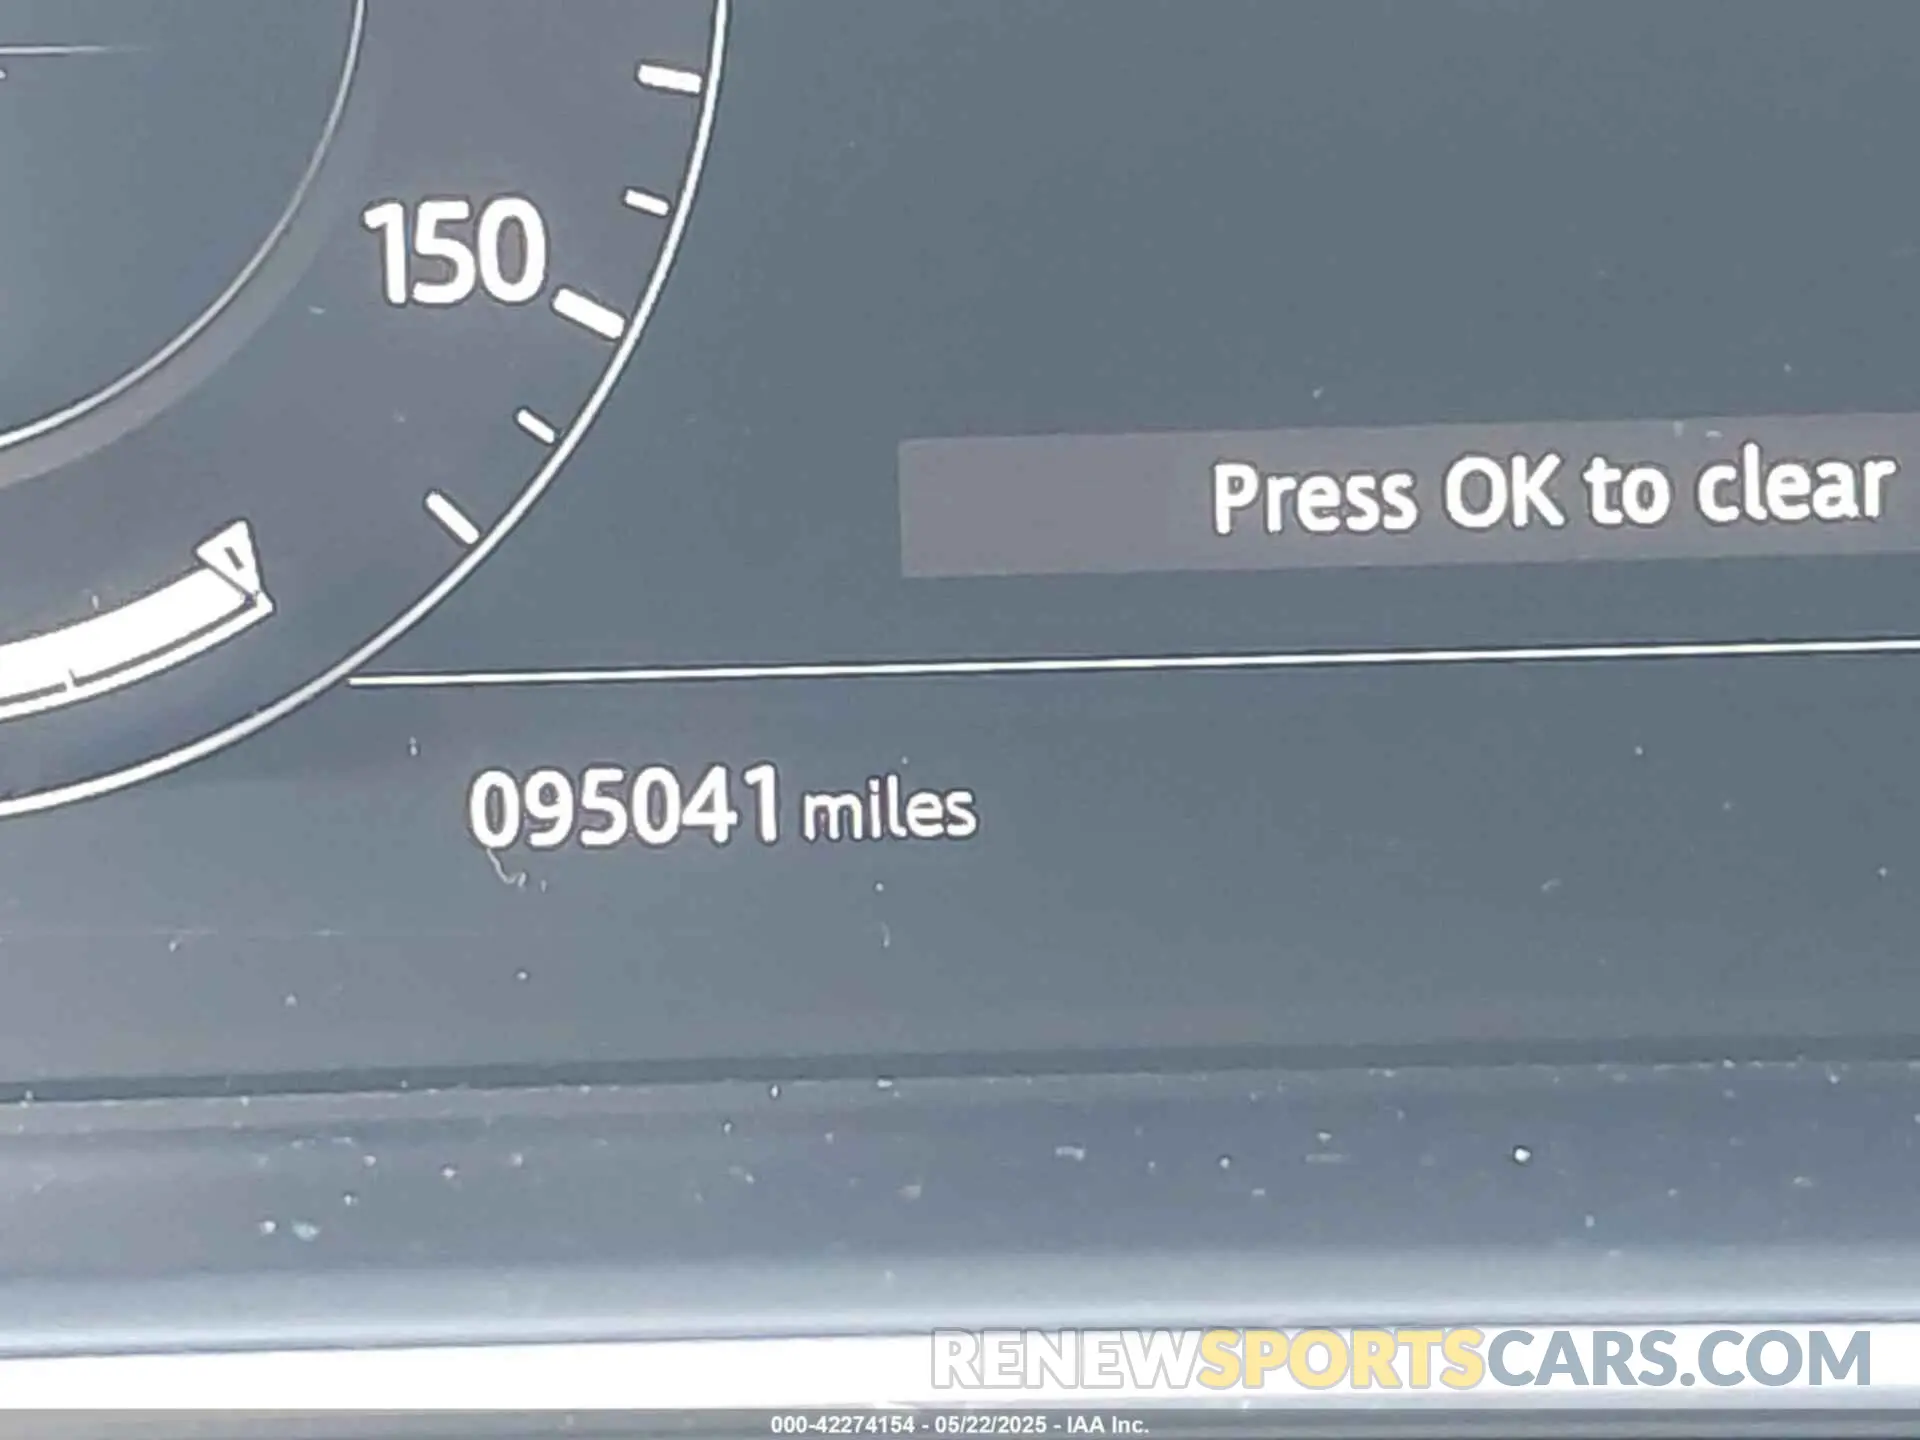 150
Press OK to clear
095041 miles
RENEWSPORTSCARS.COM
000-42274154 - 05/22/2025 - IAA Inc.